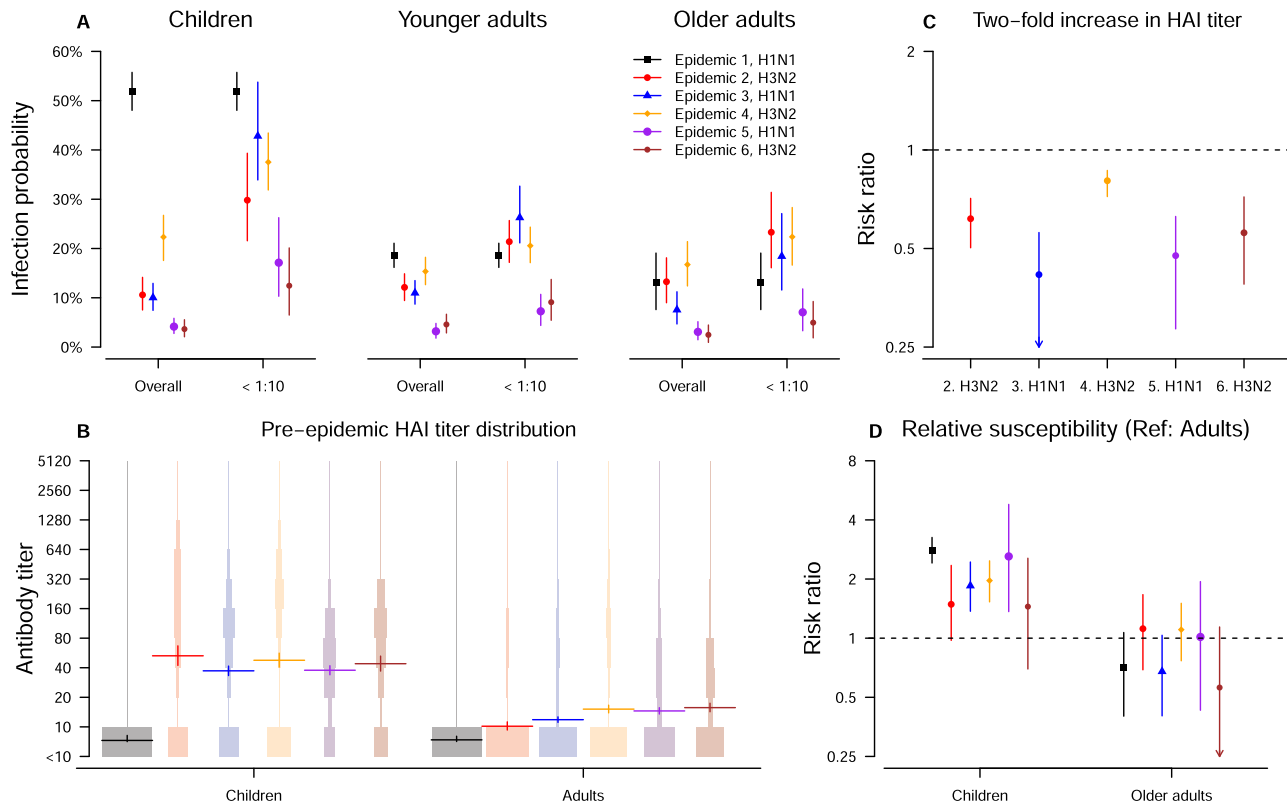 A
Children
Younger adults
Older adults
60%
50%
40%
30%
20%
10%
0%
Infection probability
Overall
< 1:10
Overall
< 1:10
Overall
< 1:10
Epidemic 1, H1N1
Epidemic 2, H3N2
Epidemic 3, H1N1
Epidemic 4, H3N2
Epidemic 5, H1N1
Epidemic 6, H3N2
C
Two−fold increase in HAI titer
2
1
0.5
0.25
Risk ratio
2. H3N2
3. H1N1
4. H3N2
5. H1N1
6. H3N2
B
Pre−epidemic HAI titer distribution
5120
2560
1280
640
320
160
80
40
20
10
<10
Antibody titer
Children
Adults
D
Relative susceptibility (Ref: Adults)
8
4
2
1
0.5
0.25
Risk ratio
Children
Older adults